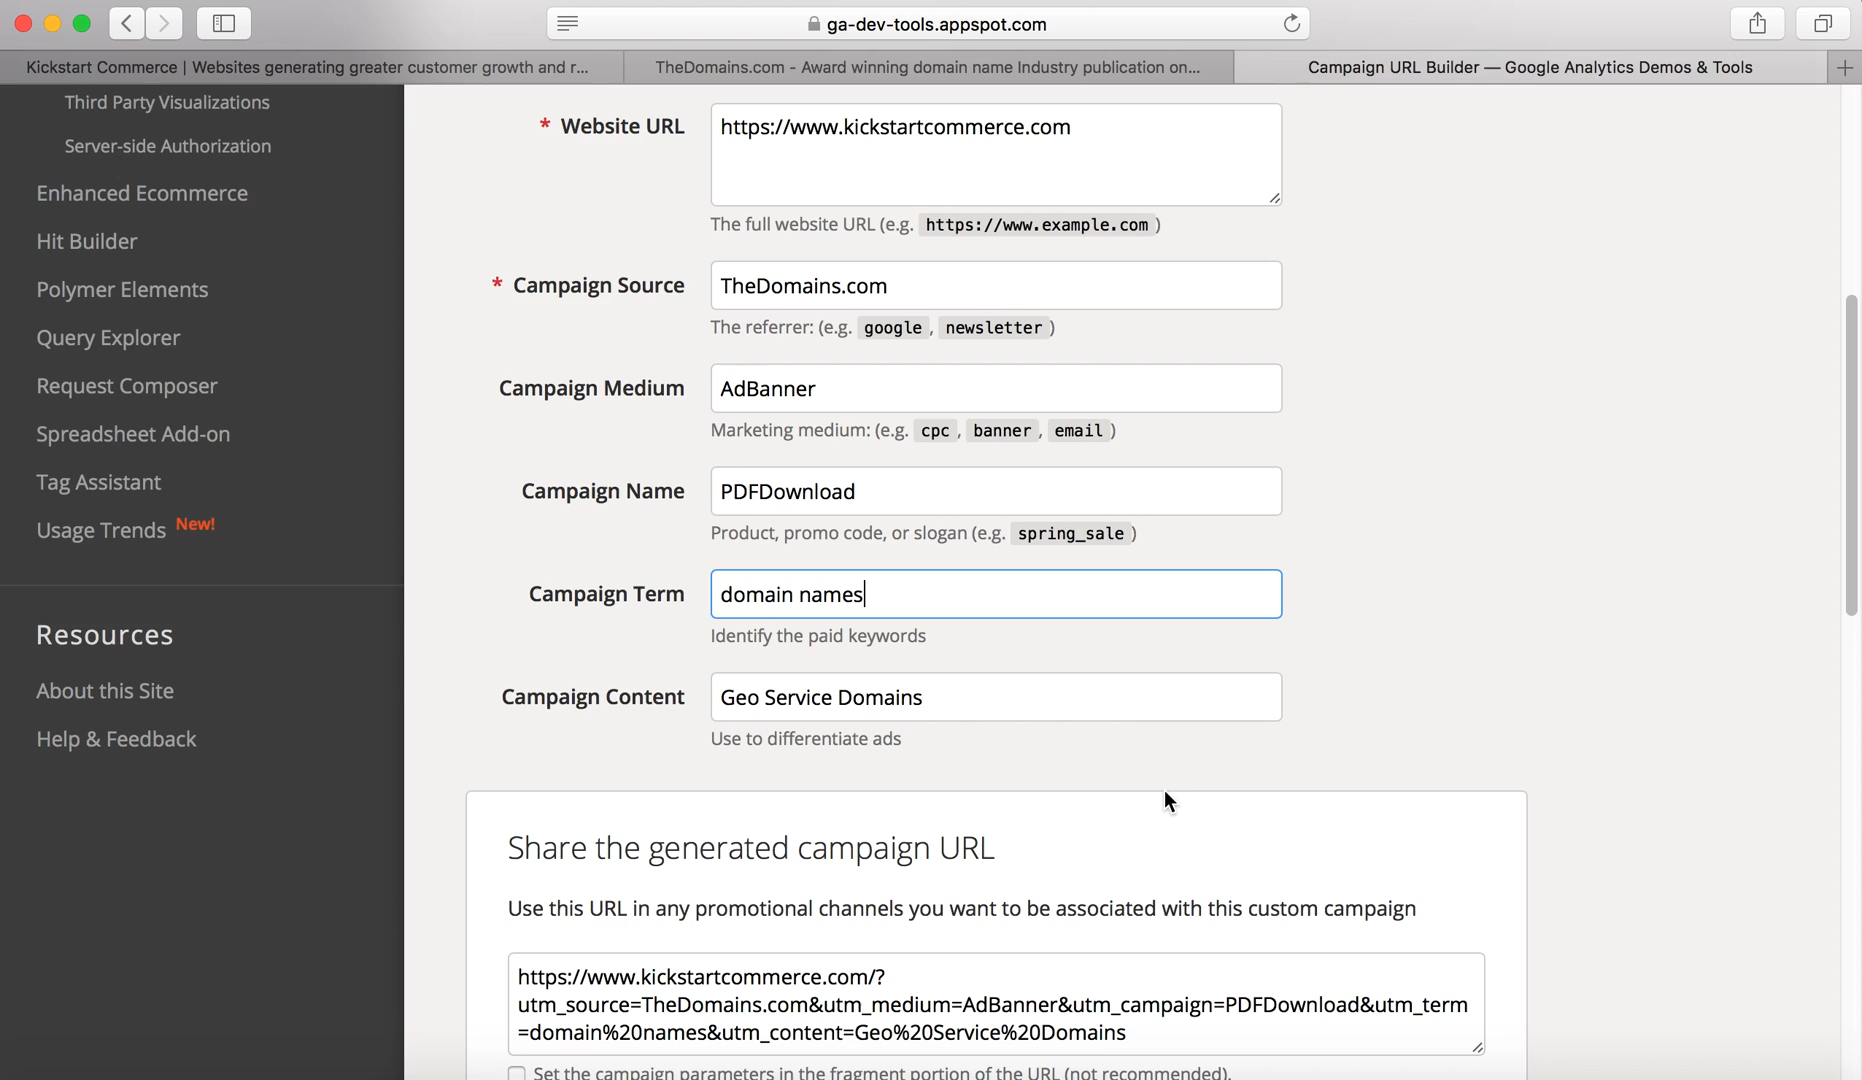 ga-dev-tools.appspot.com
Kickstart Commerce | Websites generating greater customer growth and r...
TheDomains.com - Award winning domain name Industry publication on...
Campaign URL Builder — Google Analytics Demos & Tools
Third Party Visualizations
Server-side Authorization
Enhanced Ecommerce
Hit Builder
Polymer Elements
Query Explorer
Request Composer
Spreadsheet Add-on
Tag Assistant
Usage Trends New!
Resources
About this Site
Help & Feedback
* Website URL
https://www.kickstartcommerce.com
The full website URL (e.g. https://www.example.com )
* Campaign Source
TheDomains.com
The referrer: (e.g. google , newsletter )
Campaign Medium
AdBanner
Marketing medium: (e.g. cpc , banner , email )
Campaign Name
PDFDownload
Product, promo code, or slogan (e.g. spring_sale )
Campaign Term
domain names
Identify the paid keywords
Campaign Content
Geo Service Domains
Use to differentiate ads
Share the generated campaign URL
Use this URL in any promotional channels you want to be associated with this custom campaign
https://www.kickstartcommerce.com/?
utm_source=TheDomains.com&utm_medium=AdBanner&utm_campaign=PDFDownload&utm_term
=domain%20names&utm_content=Geo%20Service%20Domains
Set the campaign parameters in the fragment portion of the URL (not recommended).